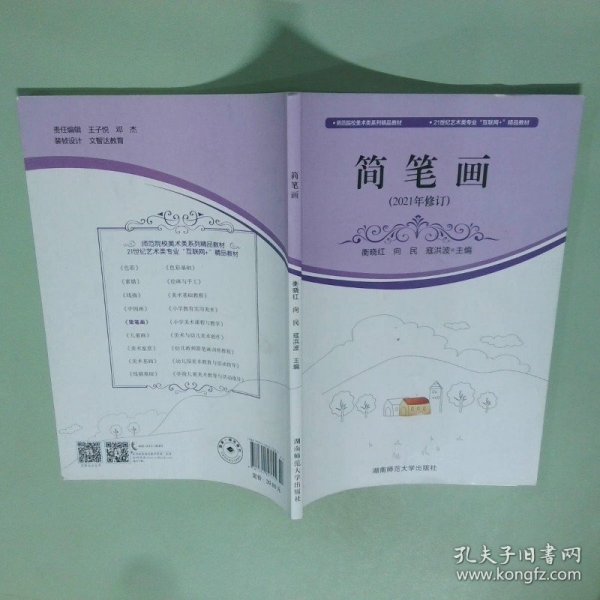 责任编辑 王子悦 邓 杰
装帧设计 文智达教育
师范院校美术类系列精品教材
21世纪艺术类专业“互联网+”精品教材
《色彩》 《色彩基础》
《素描》
《线描》 《美术基础教程》
《中国画》
《简笔画》 《小学美术课程与教学》
《儿童画》
《美术鉴赏》
《美术基础》
简笔画
衡晓红 向 民 寇洪波 主编
湖南师范大学出版社
•师范院校美术类系列精品教材 •21世纪艺术类专业“互联网+”精品教材
简笔画
(2021年修订)
衡晓红 向 民 寇洪波•主编
湖南师范大学出版社
孔夫子旧书网
www.kongfz.com